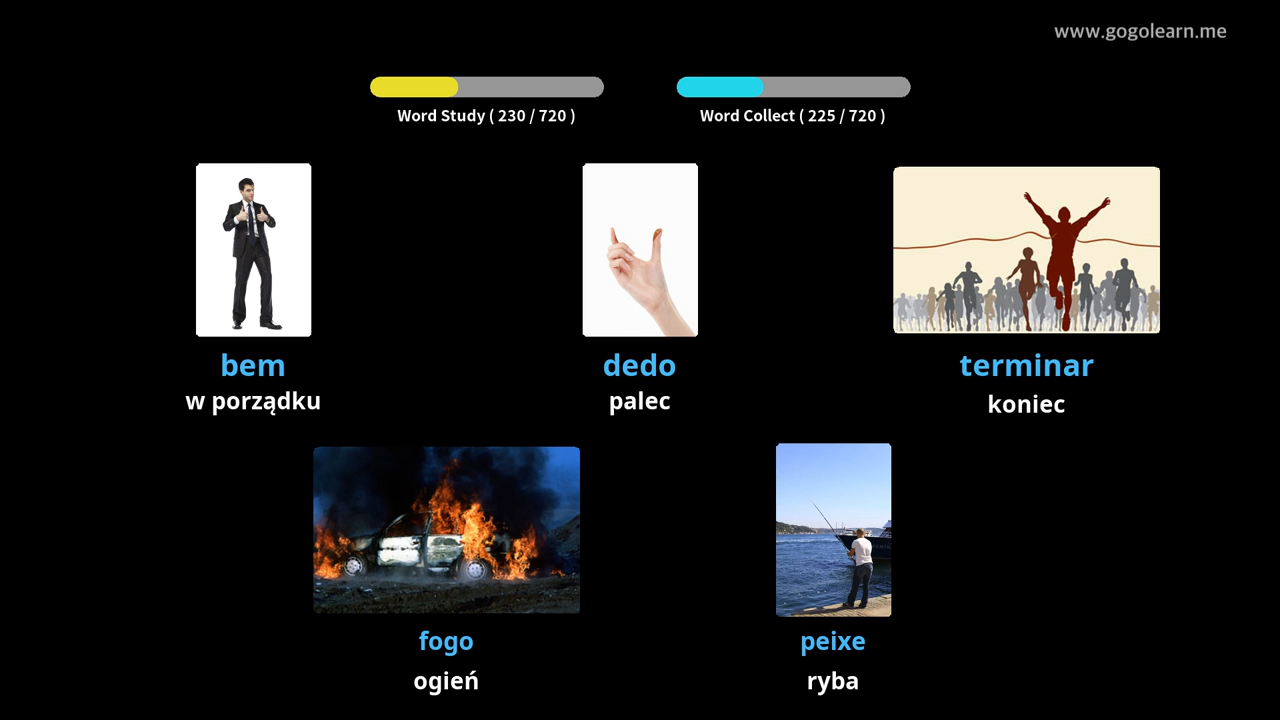 www.gogolearn.me
Word Study ( 230 / 720 )
Word Collect ( 225 / 720 )
bem
w porządku
dedo
palec
terminar
koniec
fogo
ogień
peixe
ryba